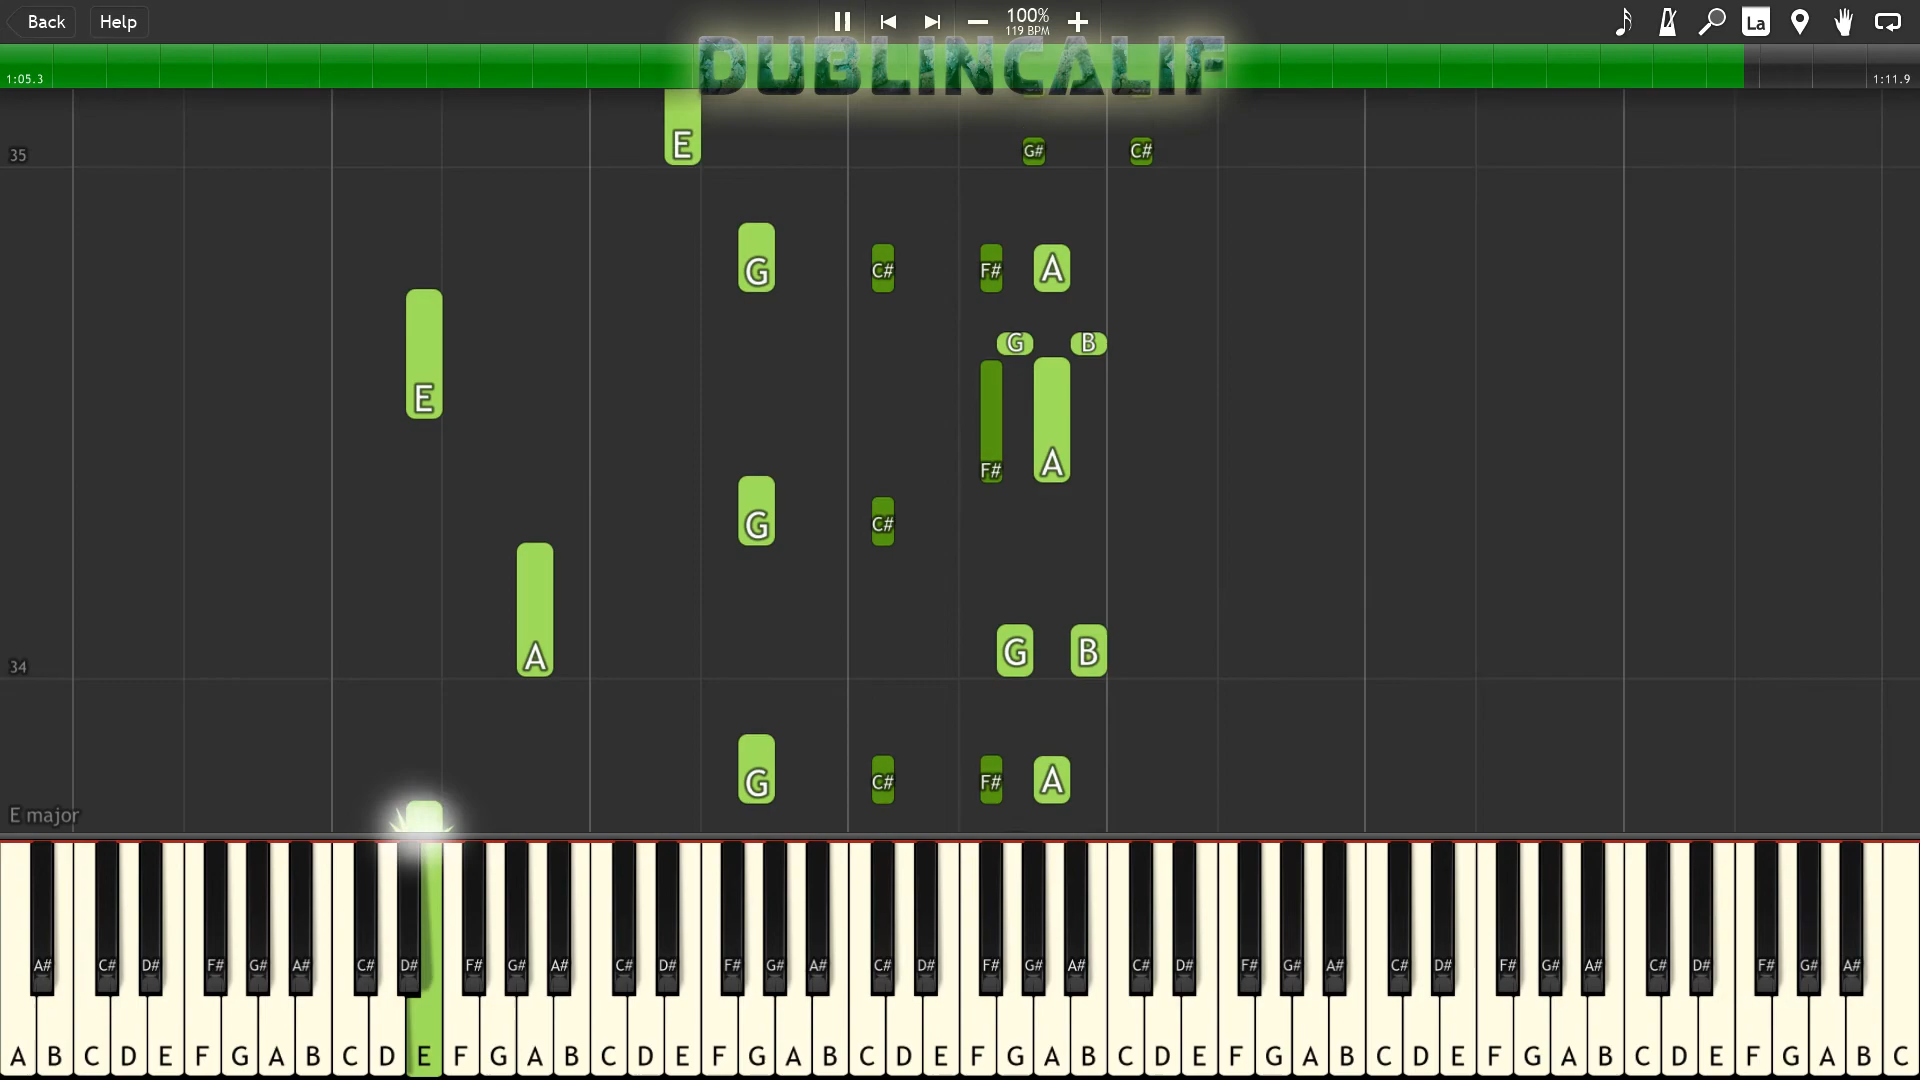 Back Help 100%
119 BPM La
DUBLINCALIF
1:05.3 1:11.9
E G# C#
35
G C# F# A
G B
E
F# A
G C#
A G B
34
G C# F# A
E major
A# C# D# F# G# A# C# D# F# G# A# C# D# F# G# A# C# D# F# G# A# C# D# F# G# A# C# D# F# G# A# C# D# F# G# A#
A B C D E F G A B C D E F G A B C D E F G A B C D E F G A B C D E F G A B C D E F G A B C D E F G A B C